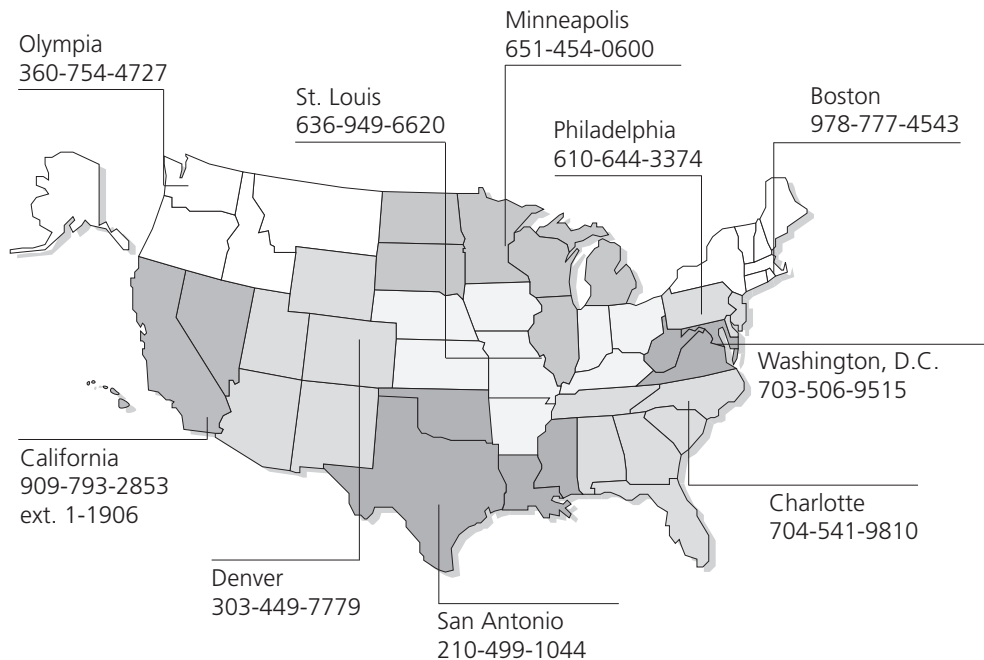 Minneapolis
651-454-0600
Olympia
360-754-4727
St. Louis
636-949-6620
Boston
978-777-4543
Philadelphia
610-644-3374
Washington, D.C.
703-506-9515
California
909-793-2853
ext. 1-1906
Charlotte
704-541-9810
Denver
303-449-7779
San Antonio
210-499-1044